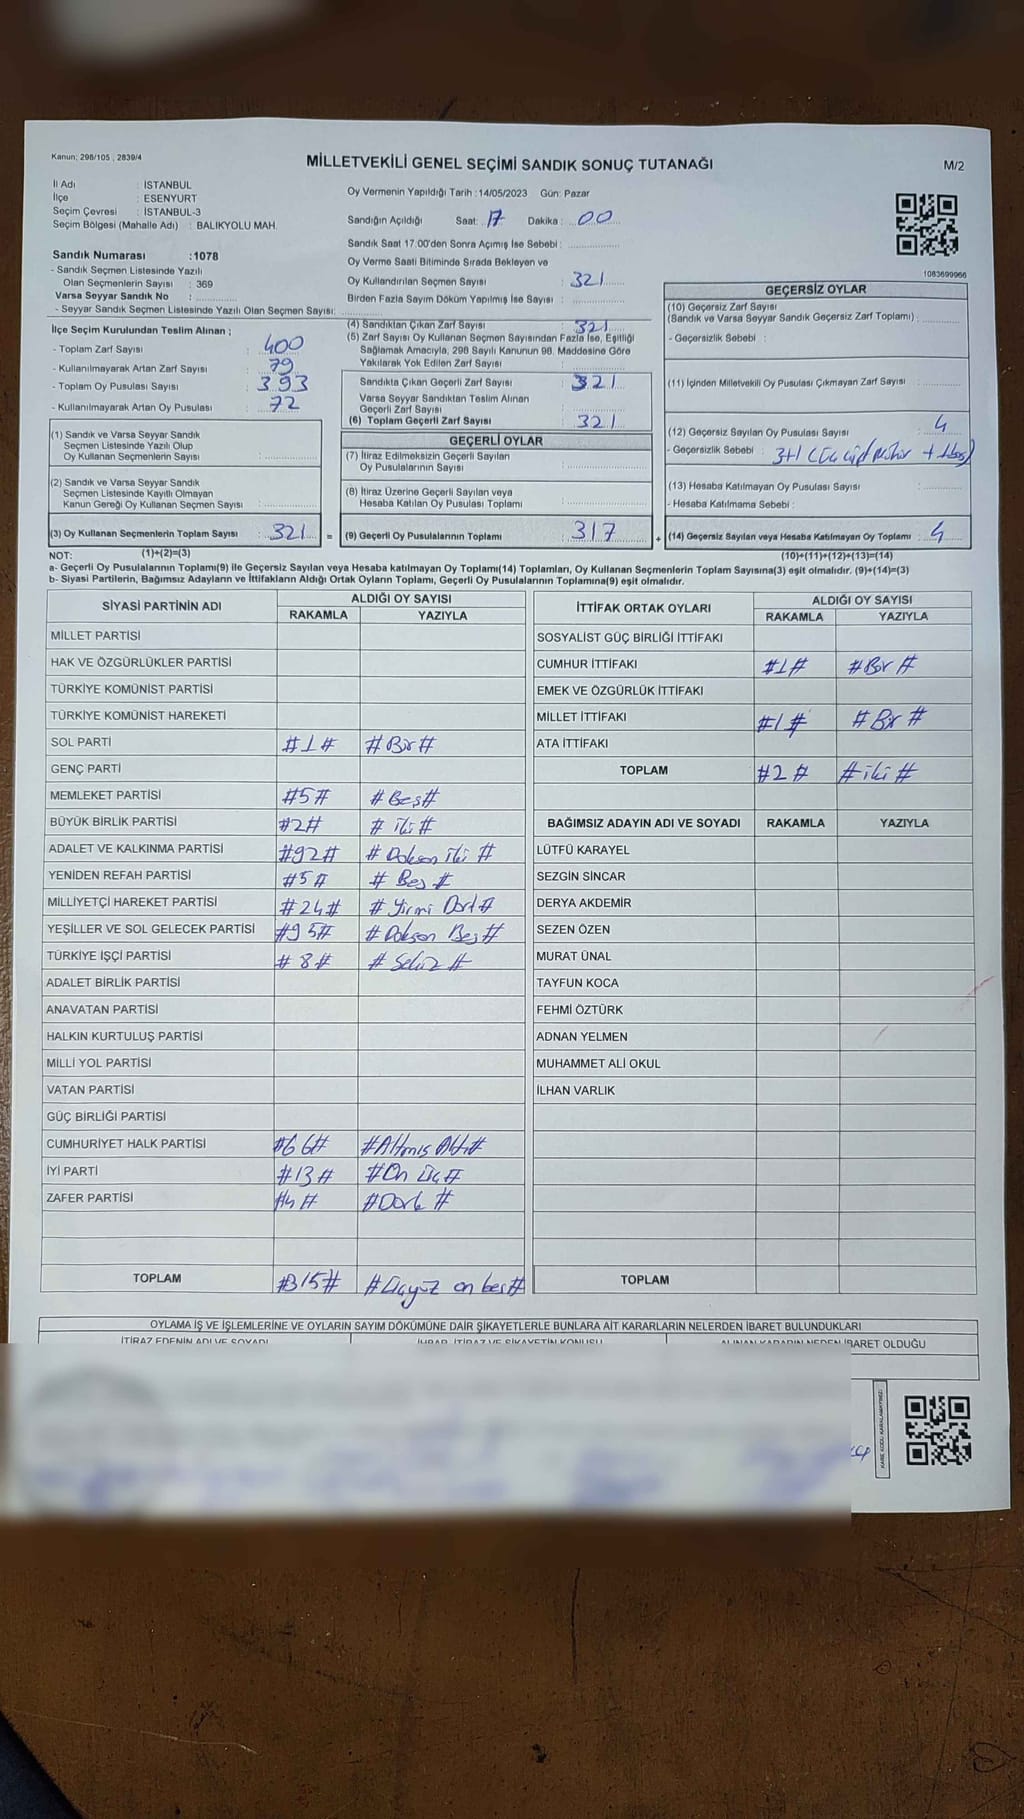 Kanun: 298/105 , 2839/4
MİLLETVEKİLİ GENEL SEÇİMİ SANDIK SONUÇ TUTANAĞI
M/2
İl Adı : İSTANBUL
İlçe : ESENYURT
Seçim Çevresi : İSTANBUL-3
Seçim Bölgesi (Mahalle Adı) : BALIKYOLU MAH.
Oy Vermenin Yapıldığı Tarih :14/05/2023 Gün: Pazar
Sandığın Açıldığı Saat: 17 Dakika : 00
Sandık Saat 17.00'den Sonra Açmış İse Sebebi :
Oy Verme Saati Bitiminde Sırada Bekleyen ve
Oy Kullandırılan Seçmen Sayısı : 321
Birden Fazla Sayım Döküm Yapılmış İse Sayısı :
Sandık Numarası :1078
- Sandık Seçmen Listesinde Yazılı
Olan Seçmenlerin Sayısı : 369
Varsa Seyyar Sandık No :
- Seyyar Sandık Seçmen Listesinde Yazılı Olan Seçmen Sayısı:
1083699966
İlçe Seçim Kurulundan Teslim Alınan ;
- Toplam Zarf Sayısı : 400
- Kullanılmayarak Artan Zarf Sayısı : 79
- Toplam Oy Pusulası Sayısı : 393
- Kullanılmayarak Artan Oy Pusulası : 72
(4) Sandıktan Çıkan Zarf Sayısı : 321
(5) Zarf Sayısı Oy Kullanan Seçmen Sayısından Fazla İse, Eşitliği
Sağlamak Amacıyla, 298 Sayılı Kanunun 98. Maddesine Göre
Yakılarak Yok Edilen Zarf Sayısı :
Sandıkta Çıkan Geçerli Zarf Sayısı : 321
Varsa Seyyar Sandıktan Teslim Alınan
Geçerli Zarf Sayısı :
(6) Toplam Geçerli Zarf Sayısı : 321
GEÇERSİZ OYLAR
(10) Geçersiz Zarf Sayısı
(Sandık ve Varsa Seyyar Sandık Geçersiz Zarf Toplamı) :
- Geçersizlik Sebebi :
(11) İçinden Milletvekili Oy Pusulası Çıkmayan Zarf Sayısı :
(12) Geçersiz Sayılan Oy Pusulası Sayısı : 4
- Geçersizlik Sebebi : 3+1
(13) Hesaba Katılmayan Oy Pusulası Sayısı :
- Hesaba Katılmama Sebebi :
(14) Geçersiz Sayılan veya Hesaba Katılmayan Oy Toplamı : 4
(1) Sandık ve Varsa Seyyar Sandık
Seçmen Listesinde Yazılı Olup
Oy Kullanan Seçmenlerin Sayısı :
(2) Sandık ve Varsa Seyyar Sandık
Seçmen Listesinde Kayıtlı Olmayan
Kanun Gereği Oy Kullanan Seçmen Sayısı :
(3) Oy Kullanan Seçmenlerin Toplam Sayısı : 321 =
GEÇERLİ OYLAR
(7) İtiraz Edilmeksizin Geçerli Sayılan
Oy Pusulalarının Sayısı :
(8) İtiraz Üzerine Geçerli Sayılan veya
Hesaba Katılan Oy Pusulası Toplamı :
(9) Geçerli Oy Pusulalarının Toplamı : 317 +
NOT: (1)+(2)=(3)
(10)+(11)+(12)+(13)=(14)
a- Geçerli Oy Pusulalarının Toplamı(9) ile Geçersiz Sayılan veya Hesaba katılmayan Oy Toplamı(14) Toplamları, Oy Kullanan Seçmenlerin Toplam Sayısına(3) eşit olmalıdır. (9)+(14)=(3)
b- Siyasi Partilerin, Bağımsız Adayların ve İttifakların Aldığı Ortak Oyların Toplamı, Geçerli Oy Pusulalarının Toplamına(9) eşit olmalıdır.
SİYASİ PARTİNİN ADI ALDIĞI OY SAYISI
RAKAMLA YAZIYLA
MİLLET PARTİSİ
HAK VE ÖZGÜRLÜKLER PARTİSİ
TÜRKİYE KOMÜNİST PARTİSİ
TÜRKİYE KOMÜNİST HAREKETİ
SOL PARTİ #1# #Bir#
GENÇ PARTİ
MEMLEKET PARTİSİ #5# #Beş#
BÜYÜK BİRLİK PARTİSİ #2# # iki #
ADALET VE KALKINMA PARTİSİ #92# # Doksan iki #
YENİDEN REFAH PARTİSİ #5# # Beş #
MİLLİYETÇİ HAREKET PARTİSİ #24# # Yirmi Dört#
YEŞİLLER VE SOL GELECEK PARTİSİ #95# # Doksan Beş#
TÜRKİYE İŞÇİ PARTİSİ # 8# # Sekiz #
ADALET BİRLİK PARTİSİ
ANAVATAN PARTİSİ
HALKIN KURTULUŞ PARTİSİ
MİLLİ YOL PARTİSİ
VATAN PARTİSİ
GÜÇ BİRLİĞİ PARTİSİ
CUMHURİYET HALK PARTİSİ #66# #Altmış Altı#
İYİ PARTİ #13# #On Üç#
ZAFER PARTİSİ #4# #Dört #
TOPLAM #315# #Üçyüz on beş#
İTTİFAK ORTAK OYLARI ALDIĞI OY SAYISI
RAKAMLA YAZIYLA
SOSYALİST GÜÇ BİRLİĞİ İTTİFAKI
CUMHUR İTTİFAKI #1# #Bir #
EMEK VE ÖZGÜRLÜK İTTİFAKI
MİLLET İTTİFAKI #1# # Bir #
ATA İTTİFAKI
TOPLAM #2# #iki #
BAĞIMSIZ ADAYIN ADI VE SOYADI RAKAMLA YAZIYLA
LÜTFÜ KARAYEL
SEZGİN SİNCAR
DERYA AKDEMİR
SEZEN ÖZEN
MURAT ÜNAL
TAYFUN KOCA
FEHMİ ÖZTÜRK
ADNAN YELMEN
MUHAMMET ALİ OKUL
İLHAN VARLIK
TOPLAM
OYLAMA İŞ VE İŞLEMLERİNE VE OYLARIN SAYIM DÖKÜMÜNE DAİR ŞİKAYETLERLE BUNLARA AİT KARARLARIN NELERDEN İBARET BULUNDUKLARI
İTİRAZ EDENİN ADI VE SOYADI İHBAR, İTİRAZ VE ŞİKAYETİN KONUSU ALINAN KARARIN NEDEN İBARET OLDUĞU
KARE KODU KARALAMAYINIZ!